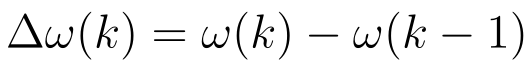 Δω(k) = ω(k) − ω(k − 1)